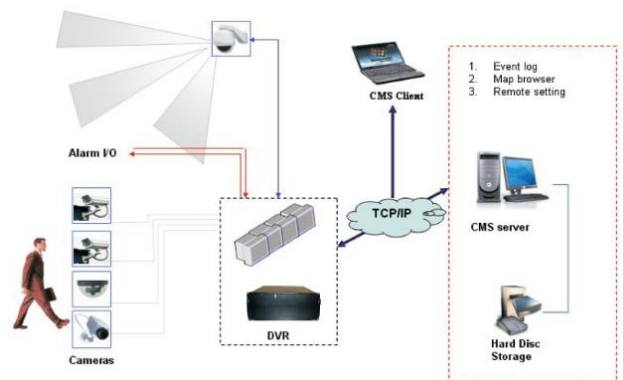 1. Event log
2. Map browser
3. Remote setting
CMS Client
Alarm I/O
TCP/IP
CMS server
DVR
Hard Disc
Storage
Cameras